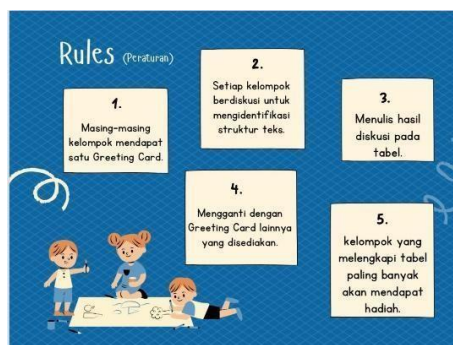 Rules (Peraturan)
1.
Masing-masing
kelompok mendapat
satu Greeting Card.
2.
Setiap kelompok
berdiskusi untuk
mengidentifikasi
struktur teks.
3.
Menulis hasil
diskusi pada
tabel.
4.
Mengganti dengan
Greeting Card lainnya
yang disediakan.
5.
kelompok yang
melengkapi tabel
paling banyak
akan mendapat
hadiah.